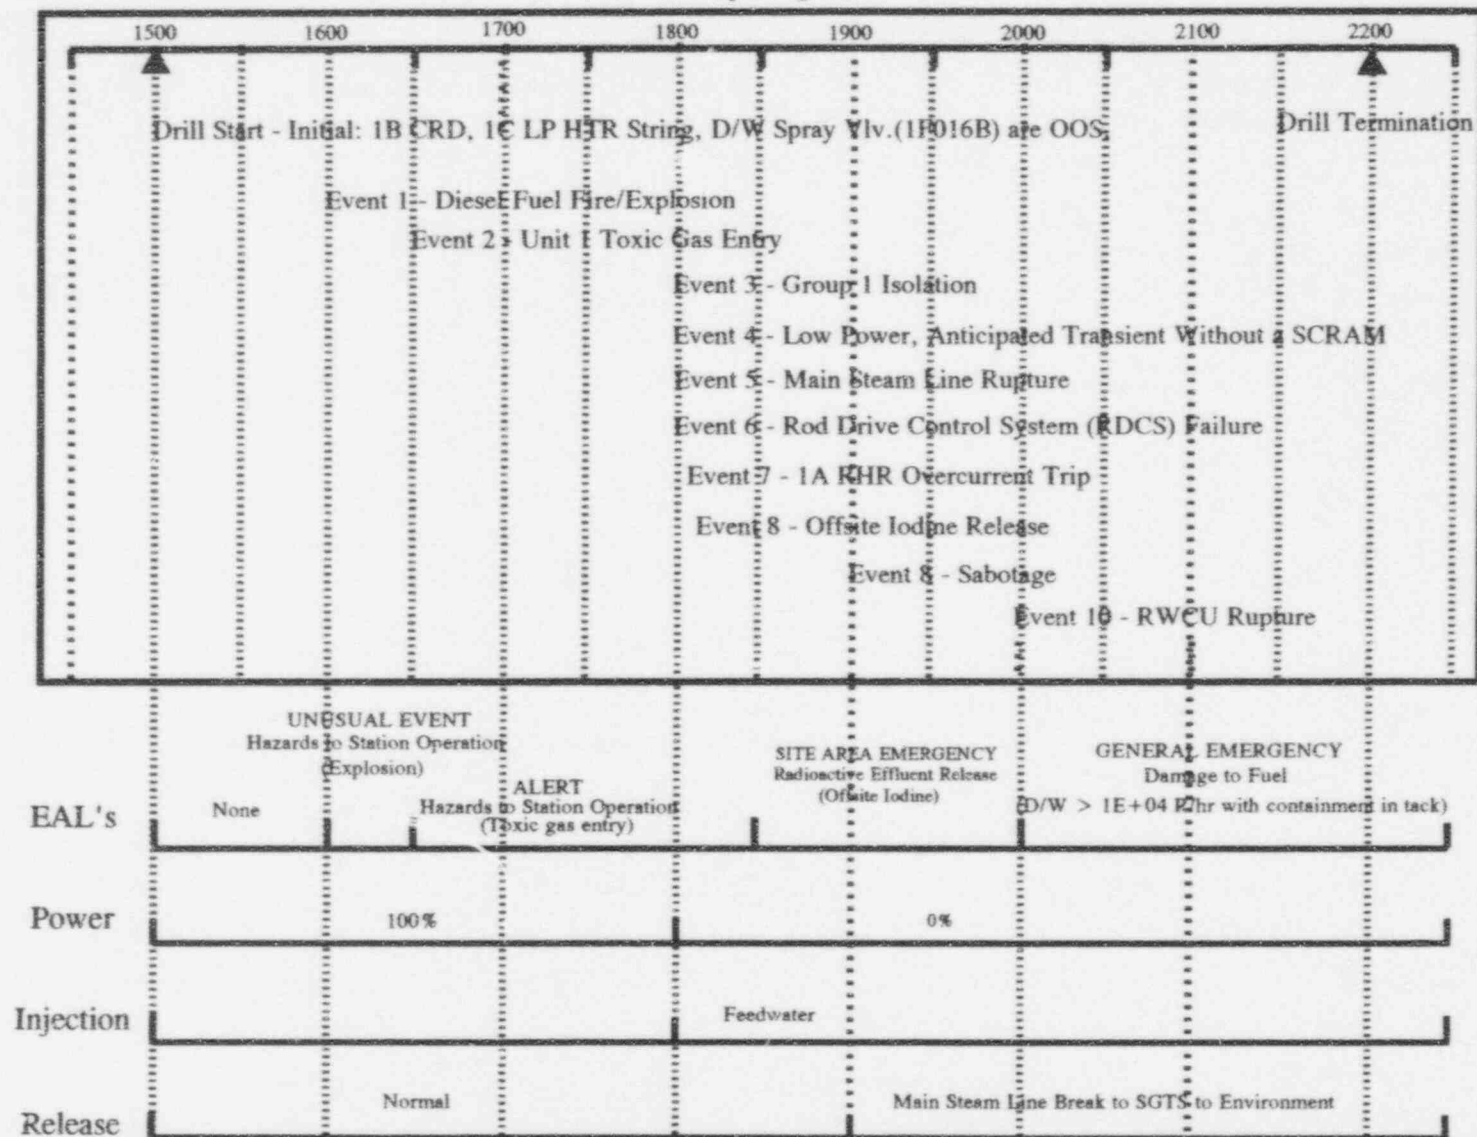 1500 1600 1700 1800 1900 2000 2100 2200
Drill Start - Initial: 1B CRD, 1C LP HTR String, D/W Spray Vlv.(1F016B) are OOS.
Drill Termination
Event 1 - Diesel Fuel Fire/Explosion
Event 2 - Unit 1 Toxic Gas Entry
Event 3 - Group 1 Isolation
Event 4 - Low Power, Anticipated Transient Without a SCRAM
Event 5 - Main Steam Line Rupture
Event 6 - Rod Drive Control System (RDCS) Failure
Event 7 - 1A RHR Overcurrent Trip
Event 8 - Offsite Iodine Release
Event 8 - Sabotage
Event 10 - RWCU Rupture
EAL's
None
UNUSUAL EVENT
Hazards to Station Operation
(Explosion)
ALERT
Hazards to Station Operation
(Toxic gas entry)
SITE AREA EMERGENCY
Radioactive Effluent Release
(Offsite Iodine)
GENERAL EMERGENCY
Damage to Fuel
(D/W > 1E+04 R/hr with containment in tack)
Power
100%
0%
Injection
Feedwater
Release
Normal
Main Steam Line Break to SGTS to Environment